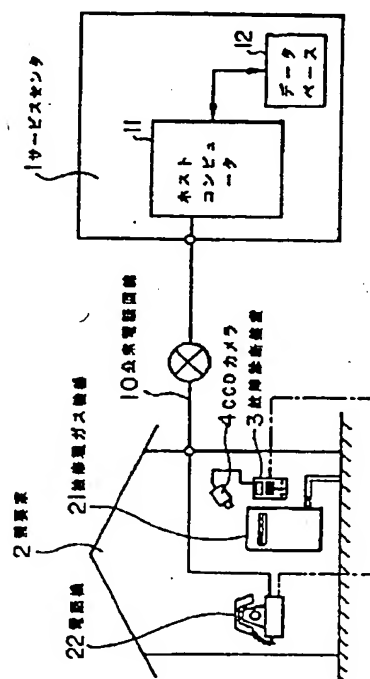 1サービスセンタ
11
ホスト
コンピュ
ータ
12
データ
ベース
10公衆電話回線
2需要家
21被修理ガス機器
22電話機
4CCDカメラ
3故障診断装置